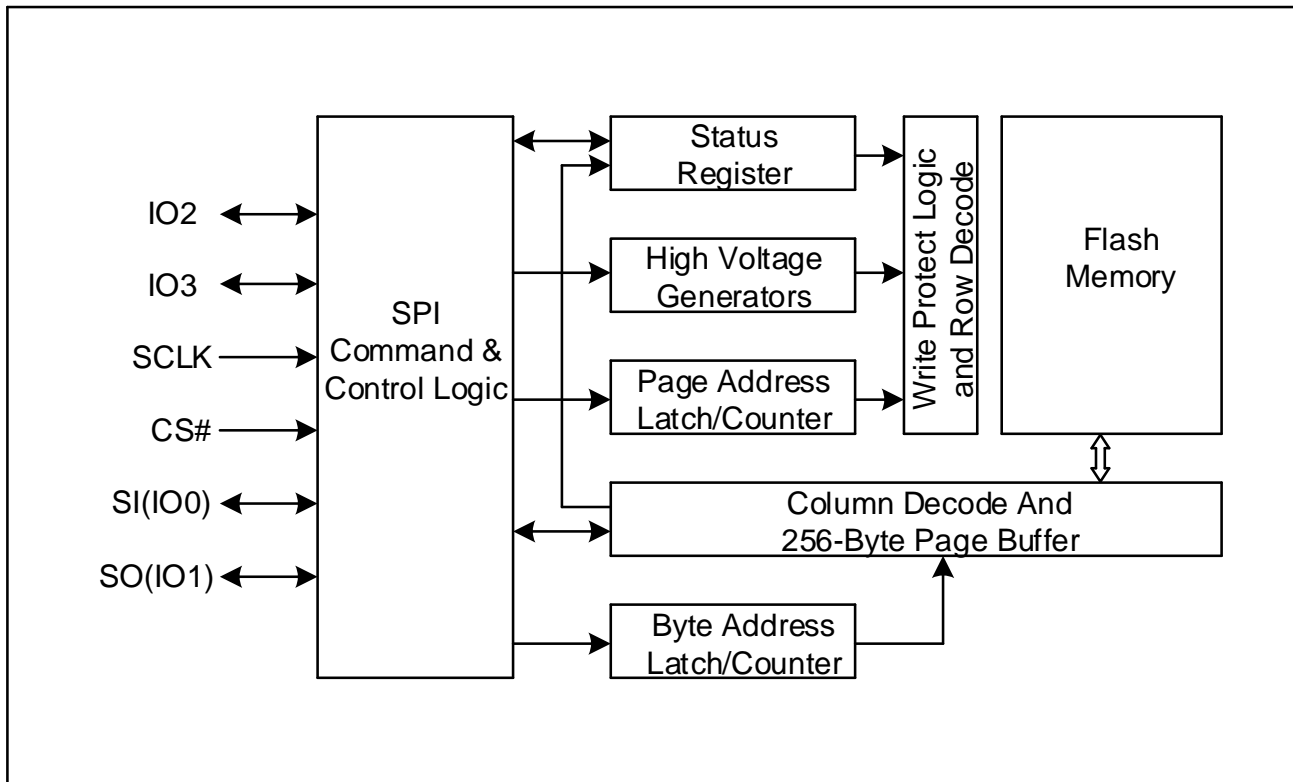 IO2
IO3
SCLK
CS#
SI(IO0)
SO(IO1)
SPI
Command &
Control Logic
Status
Register
High Voltage
Generators
Page Address
Latch/Counter
Write Protect Logic
and Row Decode
Flash
Memory
Column Decode And
256-Byte Page Buffer
Byte Address
Latch/Counter